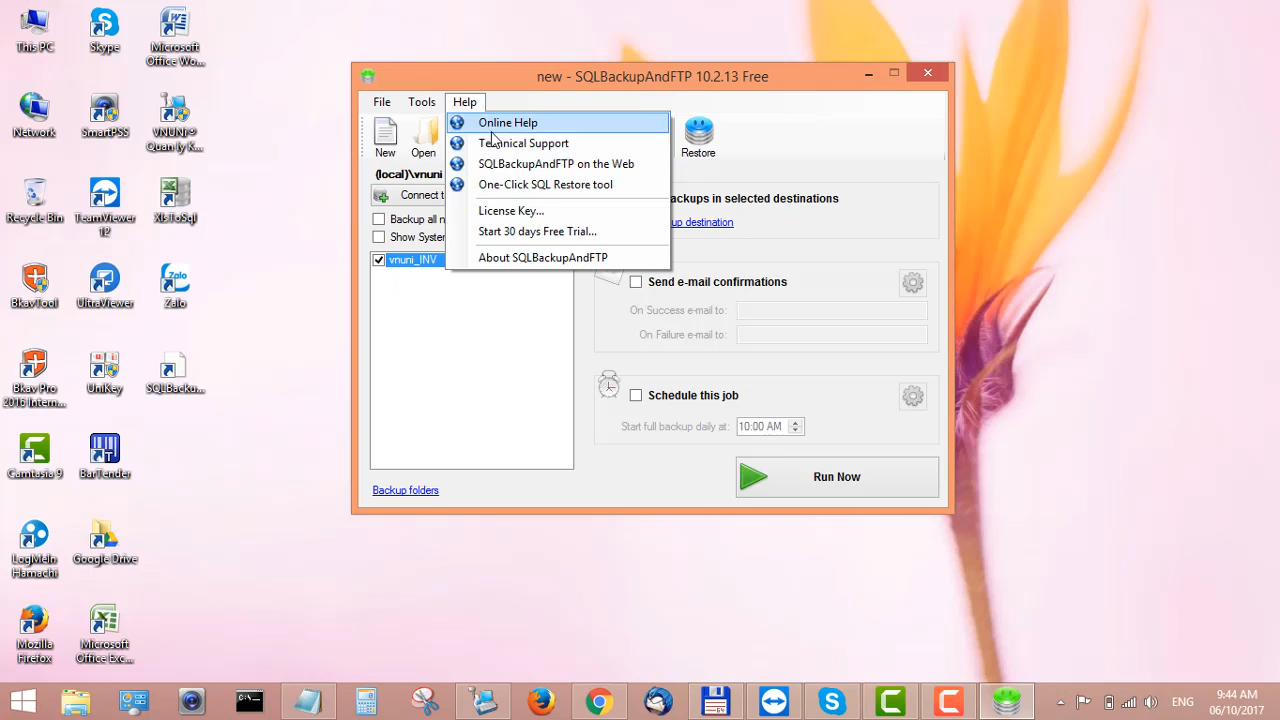 This PC
Skype
Microsoft
Office Wo...
Network
SmartPSS
VNUNI®
Quan ly K...
Recycle Bin
TeamViewer
12
XlsToSql
BkavTool
UltraViewer
Zalo
Bkav Pro
2016 Intern...
UniKey
SQLBacku...
Camtasia 9
BarTender
LogMeIn
Hamachi
Google Drive
Mozilla
Firefox
Microsoft
Office Exc...
new - SQLBackupAndFTP 10.2.13 Free
File Tools Help
New
Open
Restore
Online Help
Technical Support
SQLBackupAndFTP on the Web
One-Click SQL Restore tool
License Key...
Start 30 days Free Trial...
About SQLBackupAndFTP
(local)\vnuni
Connect t
Backup all n
Show System
vnuni_INV
Backup folders
ackups in selected destinations
up destination
Send e-mail confirmations
On Success e-mail to:
On Failure e-mail to:
Schedule this job
Start full backup daily at: 10:00 AM
Run Now
64
ENG
9:44 AM
06/10/2017